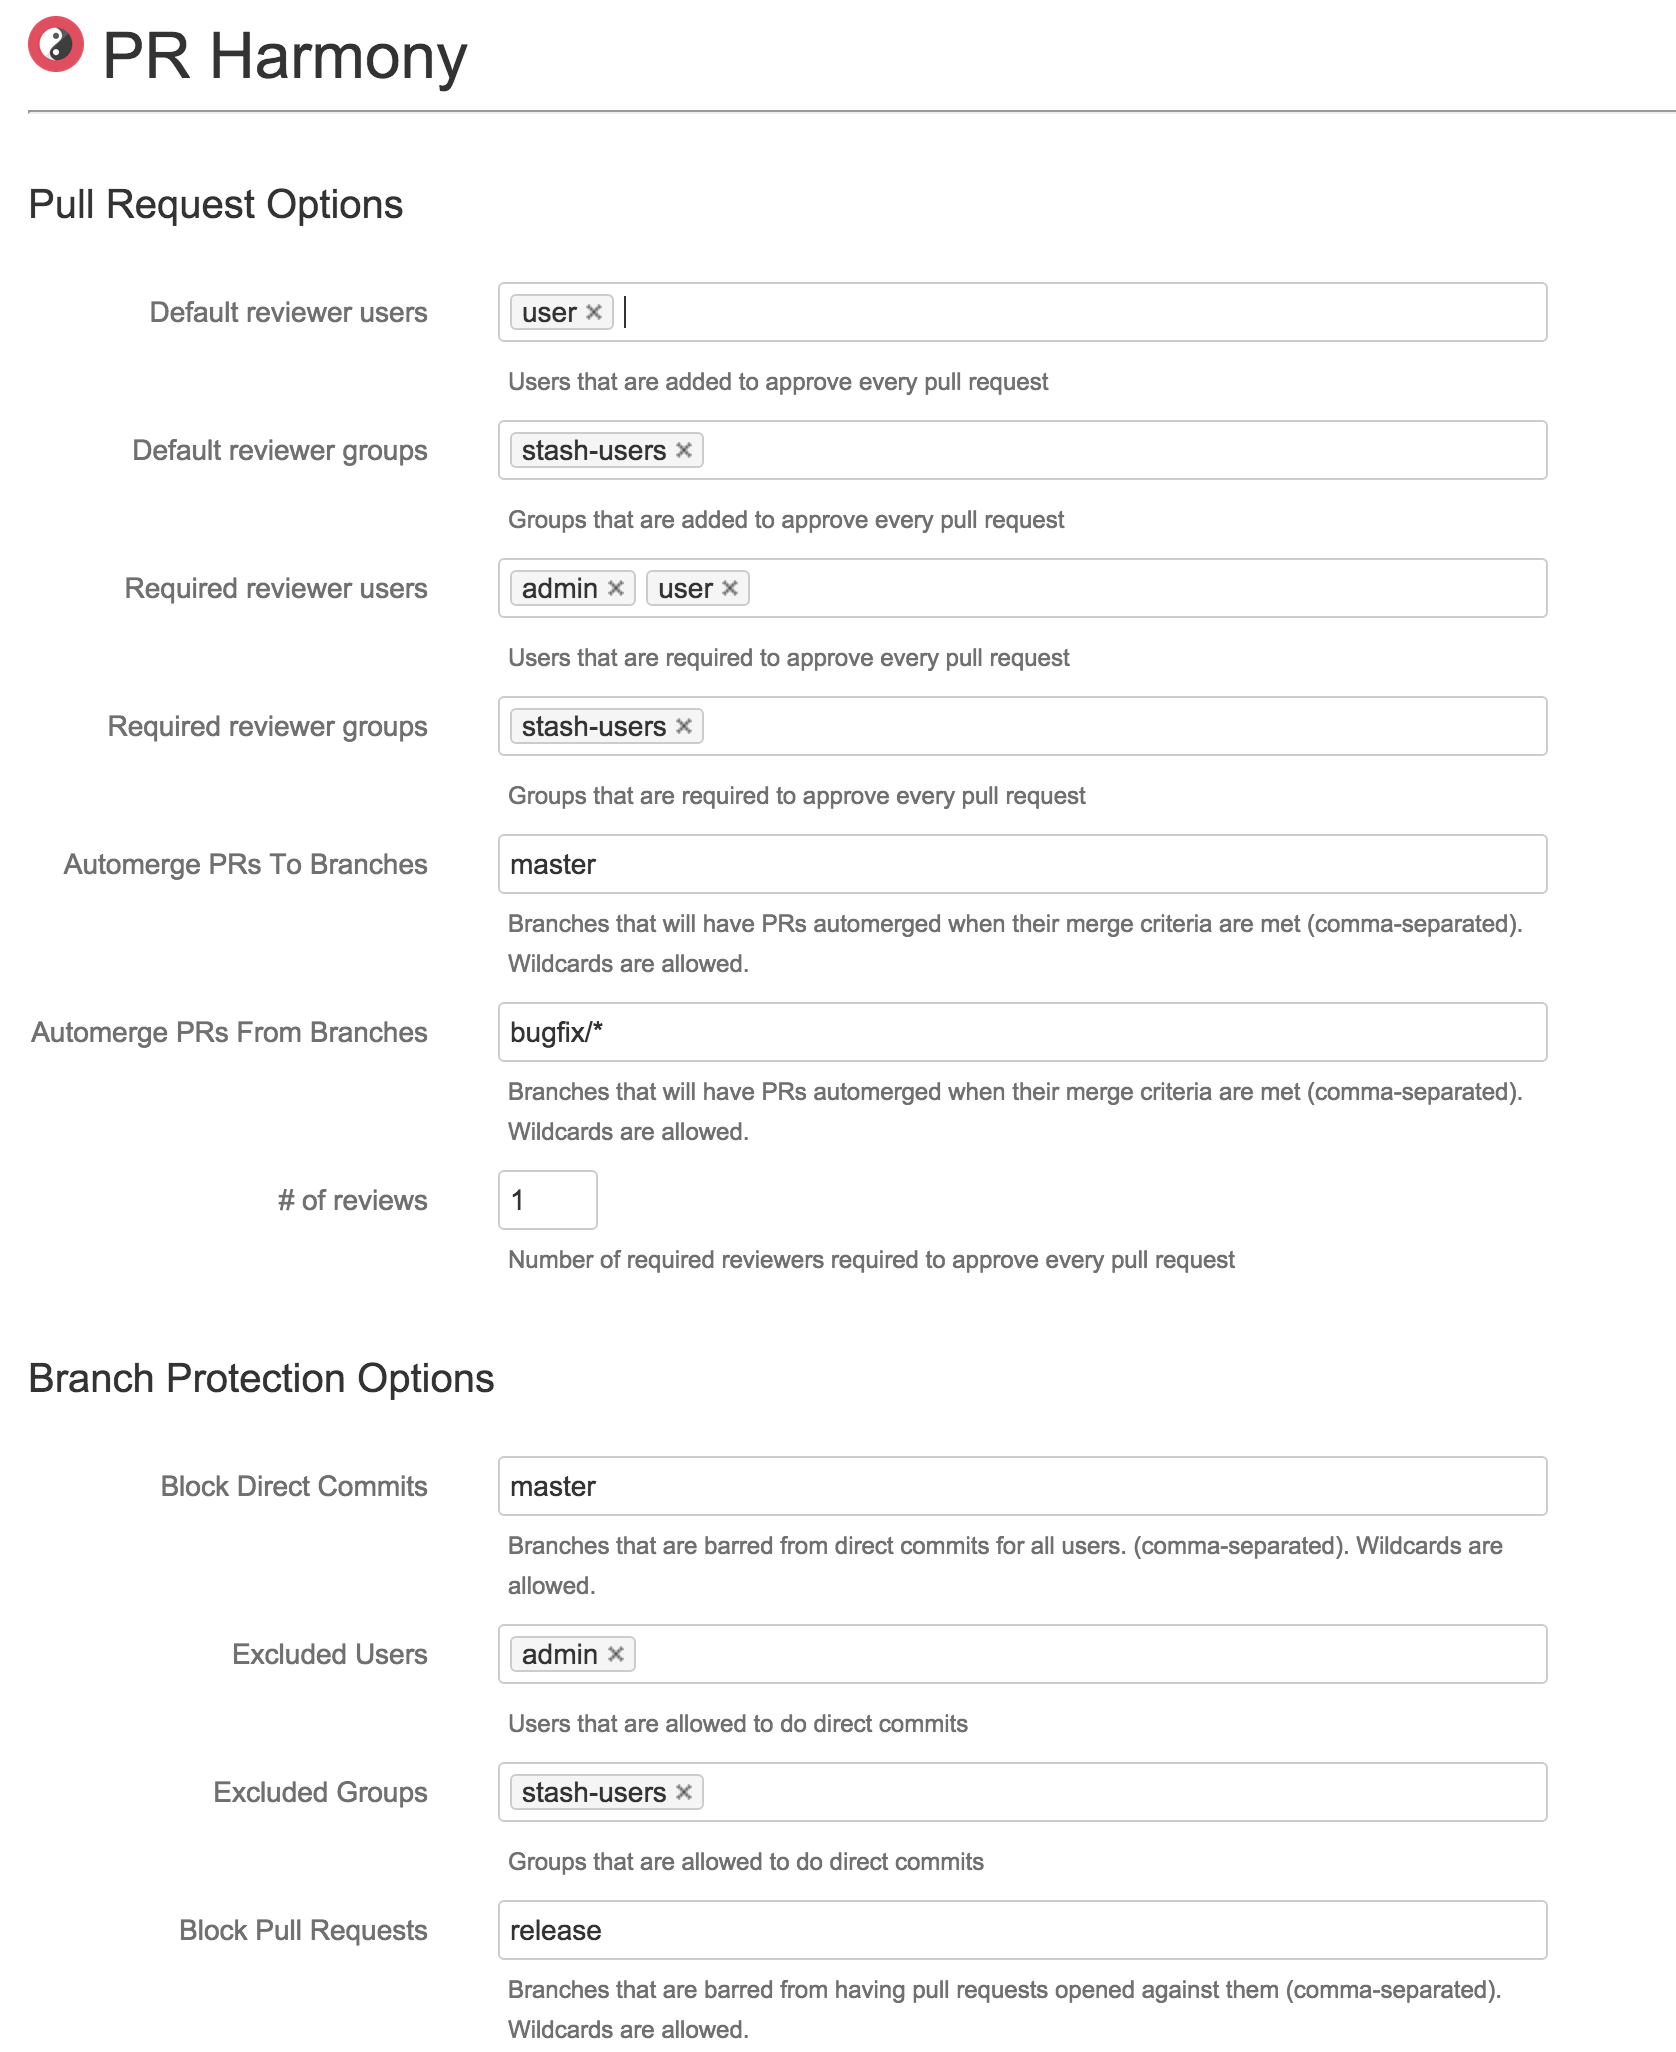 PR Harmony
Pull Request Options
Default reviewer users
user
Users that are added to approve every pull request
Default reviewer groups
stash-users
Groups that are added to approve every pull request
Required reviewer users
admin user
Users that are required to approve every pull request
Required reviewer groups
stash-users
Groups that are required to approve every pull request
Automerge PRs To Branches
master
Branches that will have PRs automerged when their merge criteria are met (comma-separated).
Wildcards are allowed.
Automerge PRs From Branches
bugfix/*
Branches that will have PRs automerged when their merge criteria are met (comma-separated).
Wildcards are allowed.
# of reviews
1
Number of required reviewers required to approve every pull request
Branch Protection Options
Block Direct Commits
master
Branches that are barred from direct commits for all users. (comma-separated). Wildcards are
allowed.
Excluded Users
admin
Users that are allowed to do direct commits
Excluded Groups
stash-users
Groups that are allowed to do direct commits
Block Pull Requests
release
Branches that are barred from having pull requests opened against them (comma-separated).
Wildcards are allowed.